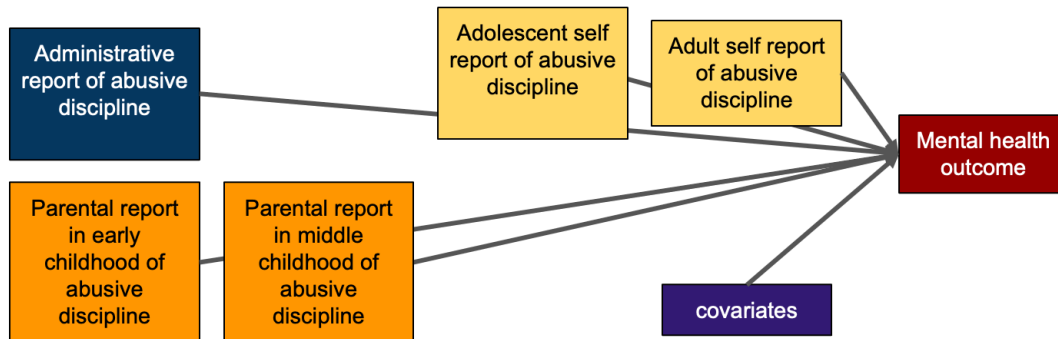 Administrative
report of abusive
discipline
Adolescent self
report of abusive
discipline
Adult self report
of abusive
discipline
Mental health
outcome
Parental report
in early
childhood of
abusive
discipline
Parental report
in middle
childhood of
abusive
discipline
covariates